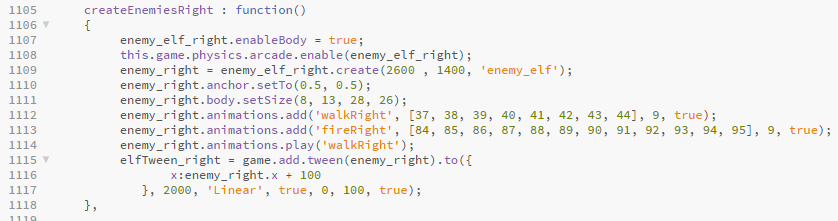 1105 createEnemiesRight : function()
1106 {
1107 enemy_elf_right.enableBody = true;
1108 this.game.physics.arcade.enable(enemy_elf_right);
1109 enemy_right = enemy_elf_right.create(2600 , 1400, 'enemy_elf');
1110 enemy_right.anchor.setTo(0.5, 0.5);
1111 enemy_right.body.setSize(8, 13, 28, 26);
1112 enemy_right.animations.add('walkRight', [37, 38, 39, 40, 41, 42, 43, 44], 9, true);
1113 enemy_right.animations.add('fireRight', [84, 85, 86, 87, 88, 89, 90, 91, 92, 93, 94, 95], 9, true);
1114 enemy_right.animations.play('walkRight');
1115 elfTween_right = game.add.tween(enemy_right).to({
1116 x:enemy_right.x + 100
1117 }, 2000, 'Linear', true, 0, 100, true);
1118 },